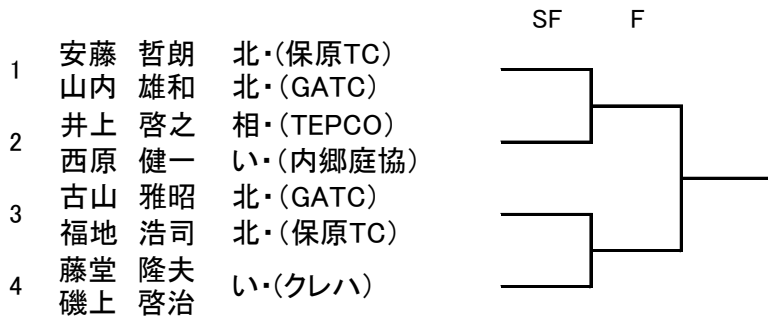 SF F
1
安藤 哲朗 北・(保原TC)
山内 雄和 北・(GATC)
2
井上 啓之 相・(TEPCO)
西原 健一 い・(内郷庭協)
3
古山 雅昭 北・(GATC)
福地 浩司 北・(保原TC)
4
藤堂 隆夫
い・(クレハ)
磯上 啓治